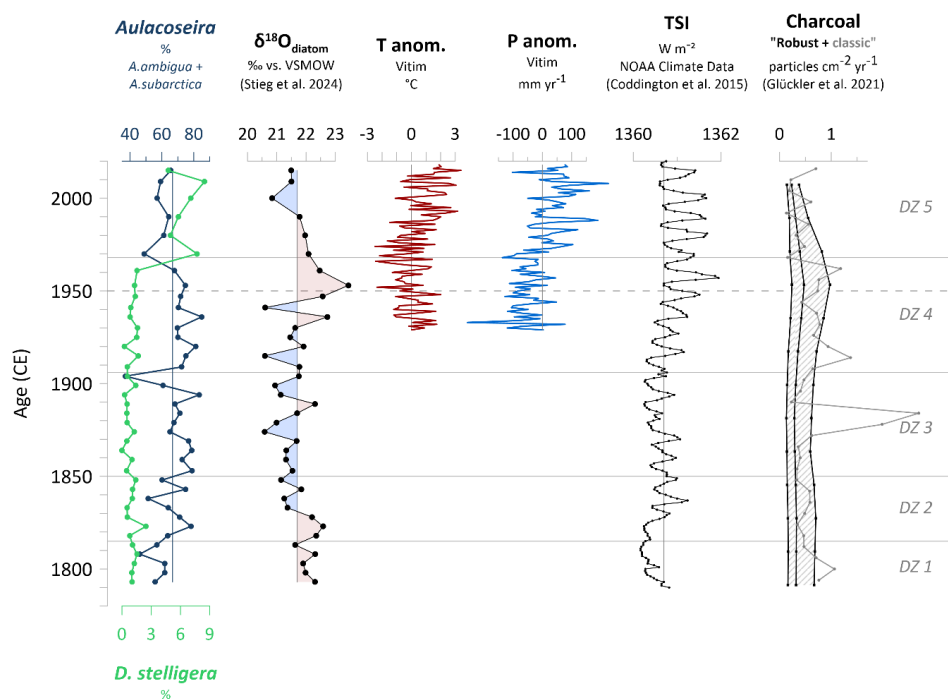 Aulacoseira
%
A.ambigua +
A.subarctica
δ¹⁸Odiatom
‰ vs. VSMOW
(Stieg et al. 2024)
T anom.
Vitim
°C
P anom.
Vitim
mm yr⁻¹
TSI
W m⁻²
NOAA Climate Data
(Coddington et al. 2015)
Charcoal
"Robust + classic"
particles cm⁻² yr⁻¹
(Glückler et al. 2021)
40 60 80
20 21 22 23
-3 0 3
-100 0 100
1360 1362
0 1
Age (CE)
2000
1950
1900
1850
1800
DZ 5
DZ 4
DZ 3
DZ 2
DZ 1
0 3 6 9
D. stelligera
%